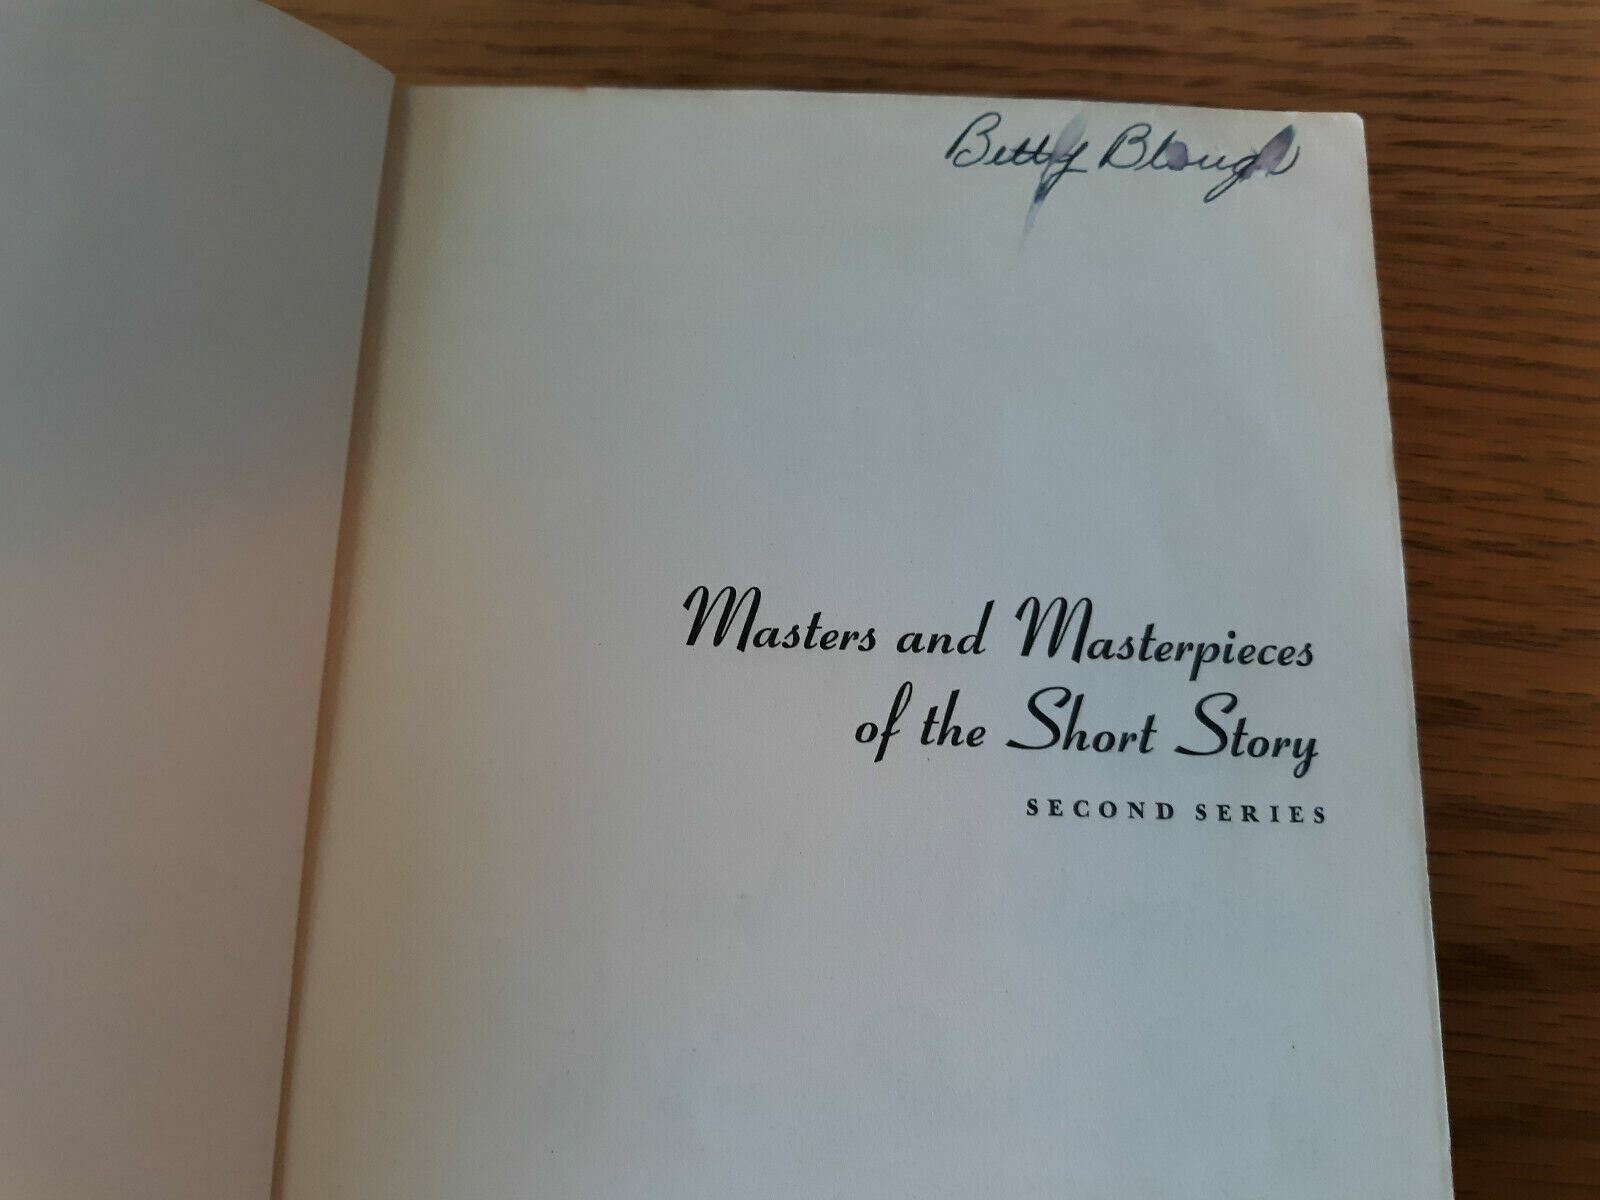 Betty Blough
Masters and Masterpieces
of the Short Story
SECOND SERIES